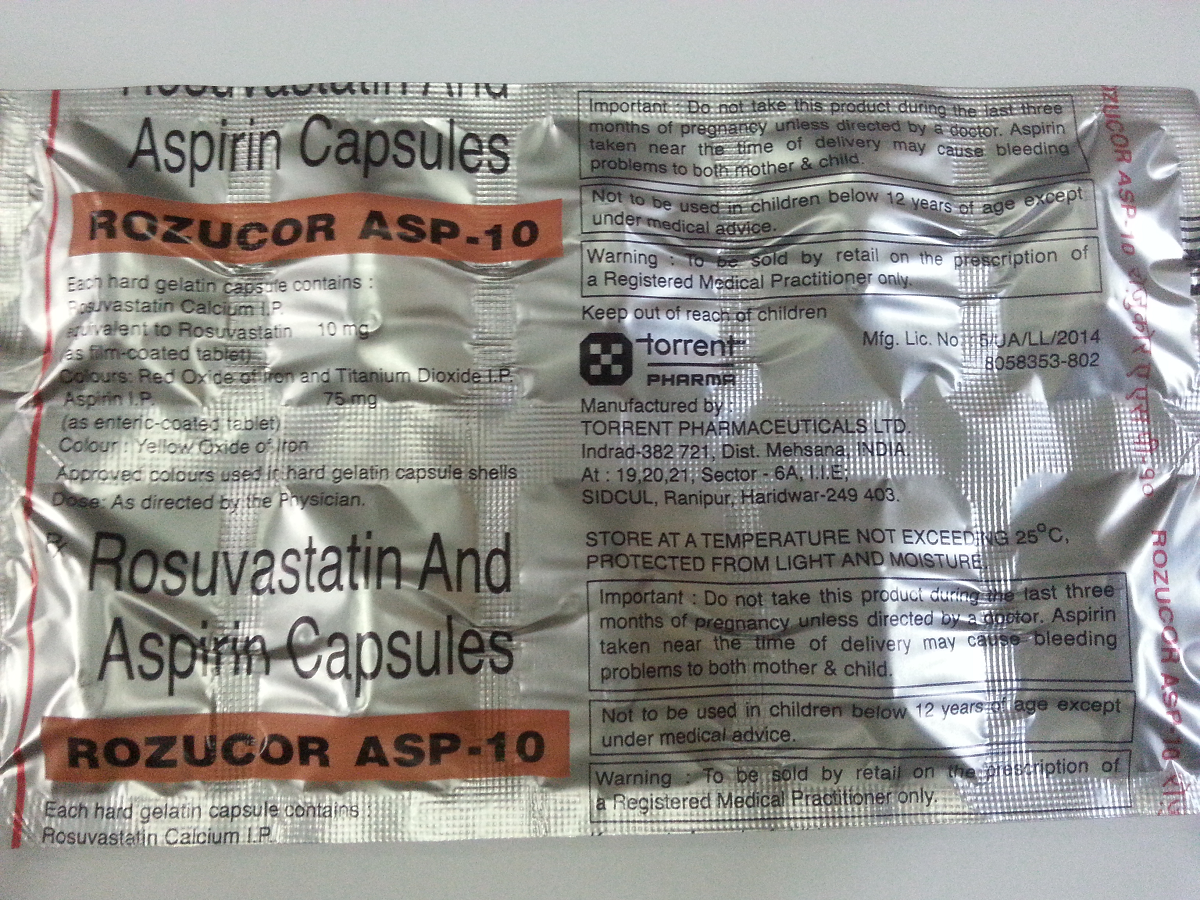 Aspirin Capsules
ROZUCOR ASP-10
Each hard gelatin capsule contains :
Rosuvastatin Calcium I.P.
equivalent to Rosuvastatin 10 mg
(as film-coated tablet)
Colours: Red Oxide of Iron and Titanium Dioxide I.P.
Aspirin I.P. 75 mg
(as enteric-coated tablet)
Colour : Yellow Oxide of Iron
Approved colours used in hard gelatin capsule shells
Dose: As directed by the Physician.
Rx Rosuvastatin And
Aspirin Capsules
ROZUCOR ASP-10
Each hard gelatin capsule contains :
Rosuvastatin Calcium I.P.
Important : Do not take this product during the last three
months of pregnancy unless directed by a doctor. Aspirin
taken near the time of delivery may cause bleeding
problems to both mother & child.
Not to be used in children below 12 years of age except
under medical advice.
Warning : To be sold by retail on the prescription of
a Registered Medical Practitioner only.
Keep out of reach of children
torrent
PHARMA
Mfg. Lic. No : 5/UA/LL/2014
8058353-802
Manufactured by :
TORRENT PHARMACEUTICALS LTD.
Indrad-382 721, Dist. Mehsana, INDIA.
At : 19,20,21, Sector - 6A, I.I.E;
SIDCUL, Ranipur, Haridwar-249 403.
STORE AT A TEMPERATURE NOT EXCEEDING 25°C,
PROTECTED FROM LIGHT AND MOISTURE.
Important : Do not take this product during the last three
months of pregnancy unless directed by a doctor. Aspirin
taken near the time of delivery may cause bleeding
problems to both mother & child.
Not to be used in children below 12 years of age except
under medical advice.
Warning : To be sold by retail on the prescription of
a Registered Medical Practitioner only.
ASP-10
ROZUCOR ASP-10